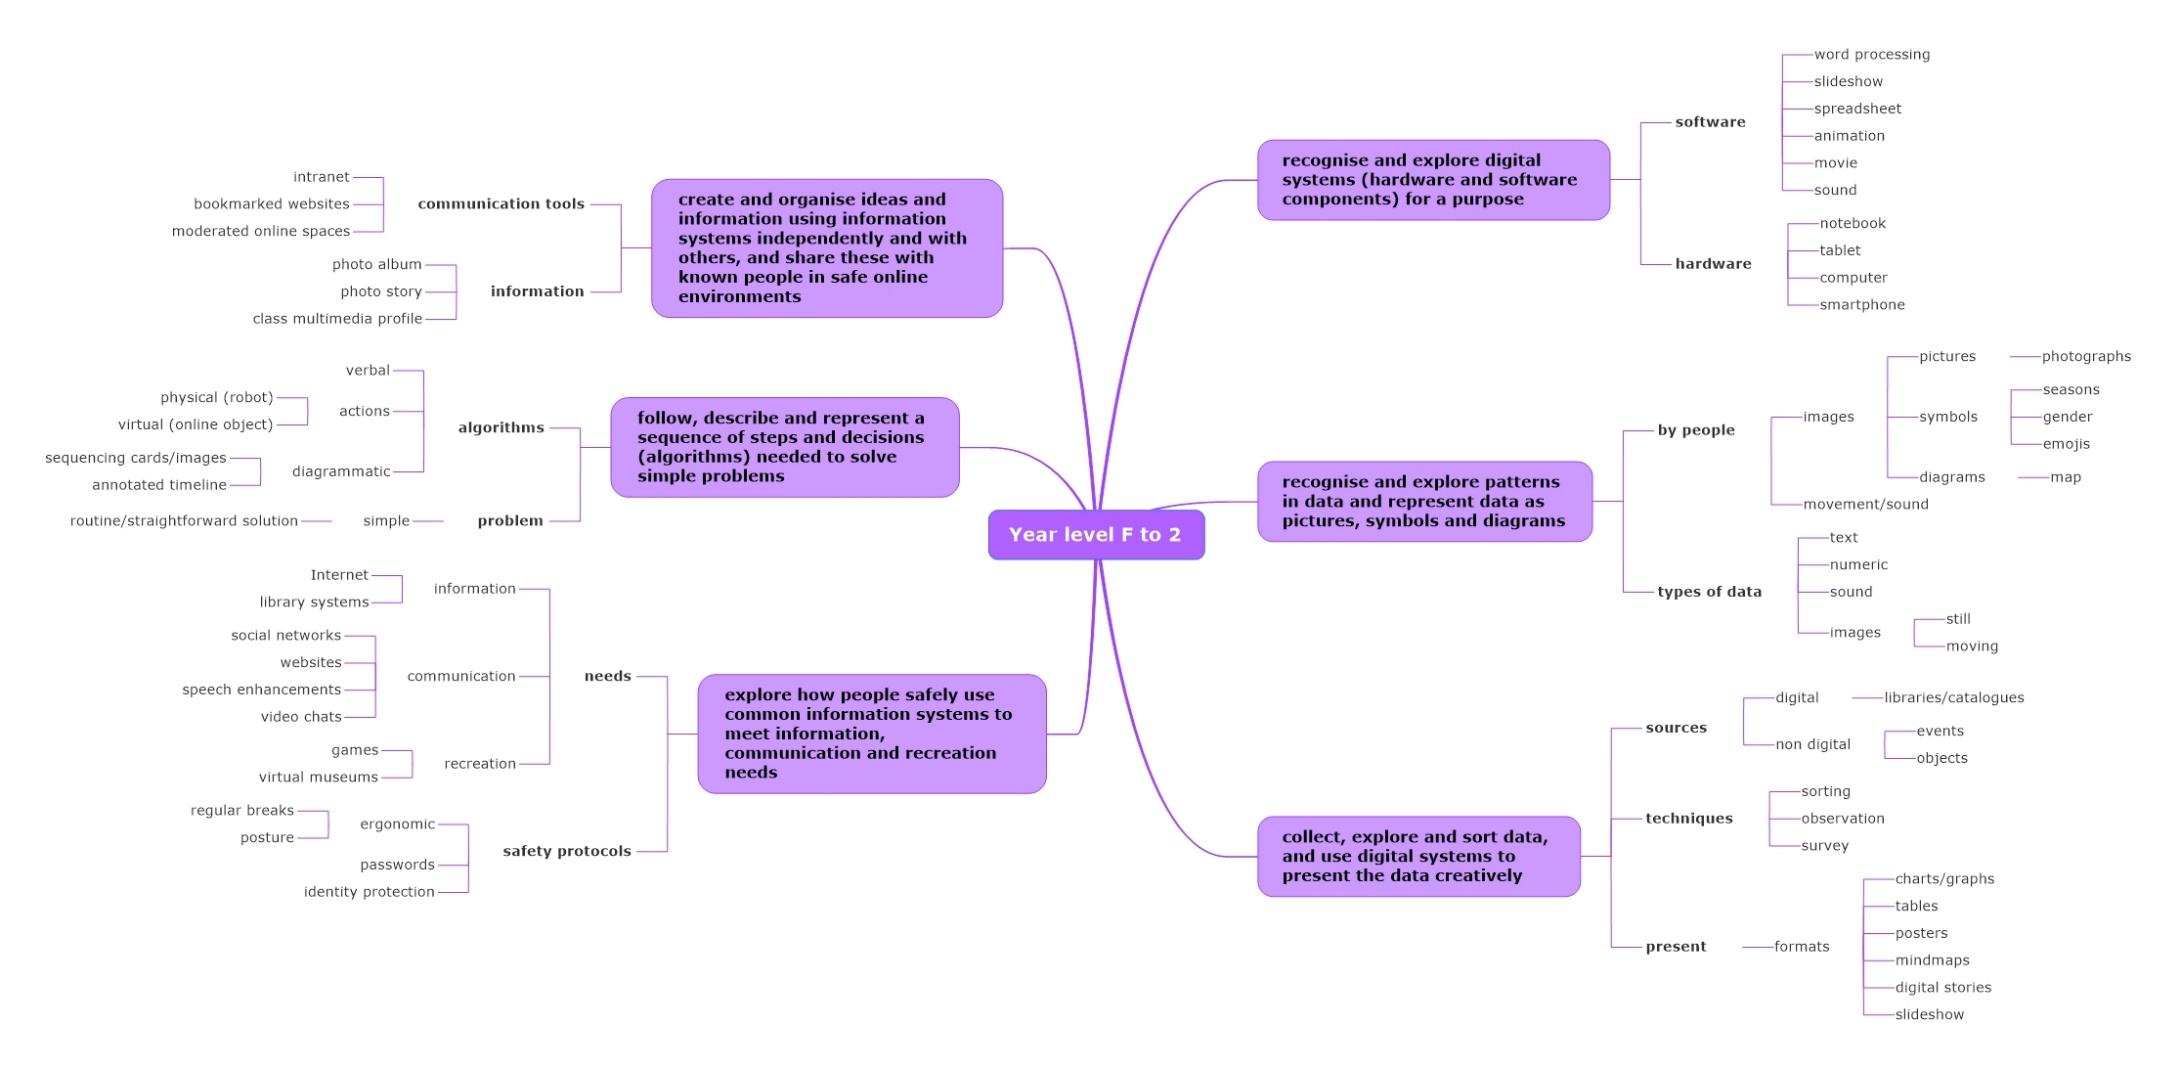 Year level F to 2
create and organise ideas and
information using information
systems independently and with
others, and share these with
known people in safe online
environments
communication tools
intranet
bookmarked websites
moderated online spaces
information
photo album
photo story
class multimedia profile
follow, describe and represent a
sequence of steps and decisions
(algorithms) needed to solve
simple problems
algorithms
verbal
actions
physical (robot)
virtual (online object)
diagrammatic
sequencing cards/images
annotated timeline
problem
simple
routine/straightforward solution
explore how people safely use
common information systems to
meet information,
communication and recreation
needs
needs
information
Internet
library systems
communication
social networks
websites
speech enhancements
video chats
recreation
games
virtual museums
safety protocols
ergonomic
regular breaks
posture
passwords
identity protection
recognise and explore digital
systems (hardware and software
components) for a purpose
software
word processing
slideshow
spreadsheet
animation
movie
sound
hardware
notebook
tablet
computer
smartphone
recognise and explore patterns
in data and represent data as
pictures, symbols and diagrams
by people
images
pictures
photographs
symbols
seasons
gender
emojis
diagrams
map
movement/sound
types of data
text
numeric
sound
images
still
moving
collect, explore and sort data,
and use digital systems to
present the data creatively
sources
digital
libraries/catalogues
non digital
events
objects
techniques
sorting
observation
survey
present
formats
charts/graphs
tables
posters
mindmaps
digital stories
slideshow